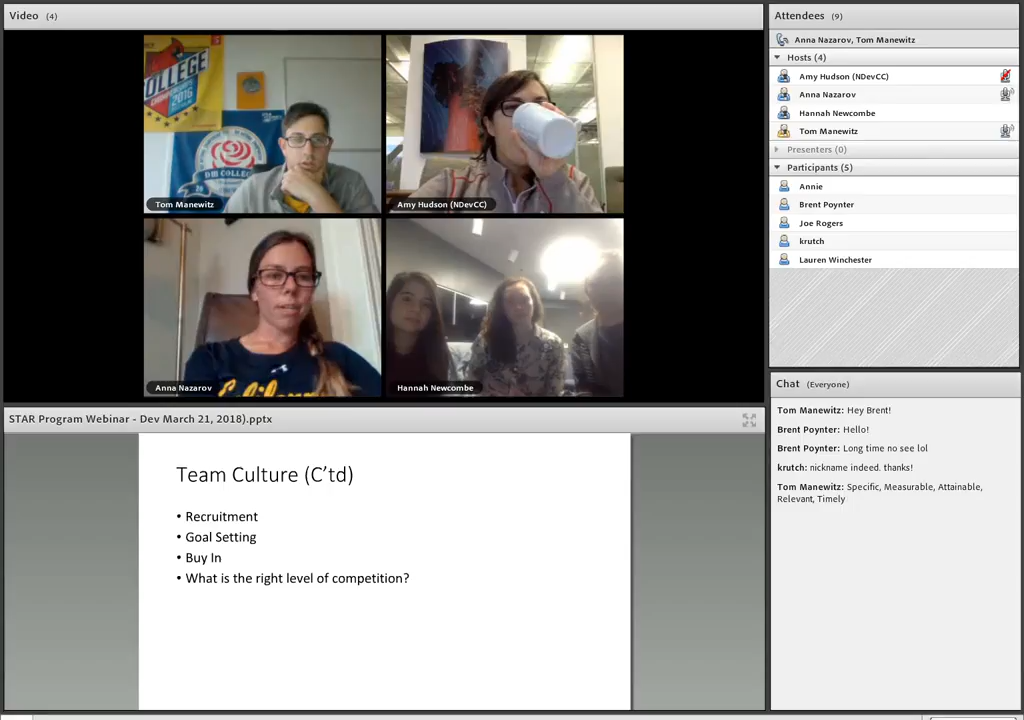 Video (4)
COLLEGE
CHAMPIONSHIP
2016
DIII COLLEGE
Tom Manewitz
Amy Hudson (NDevCC)
Anna Nazarov
Hannah Newcombe
STAR Program Webinar - Dev March 21, 2018).pptx
Team Culture (C’td)
• Recruitment
• Goal Setting
• Buy In
• What is the right level of competition?
Attendees (9)
Anna Nazarov, Tom Manewitz
Hosts (4)
Amy Hudson (NDevCC)
Anna Nazarov
Hannah Newcombe
Tom Manewitz
Presenters (0)
Participants (5)
Annie
Brent Poynter
Joe Rogers
krutch
Lauren Winchester
Chat (Everyone)
Tom Manewitz: Hey Brent!
Brent Poynter: Hello!
Brent Poynter: Long time no see lol
krutch: nickname indeed. thanks!
Tom Manewitz: Specific, Measurable, Attainable,
Relevant, Timely